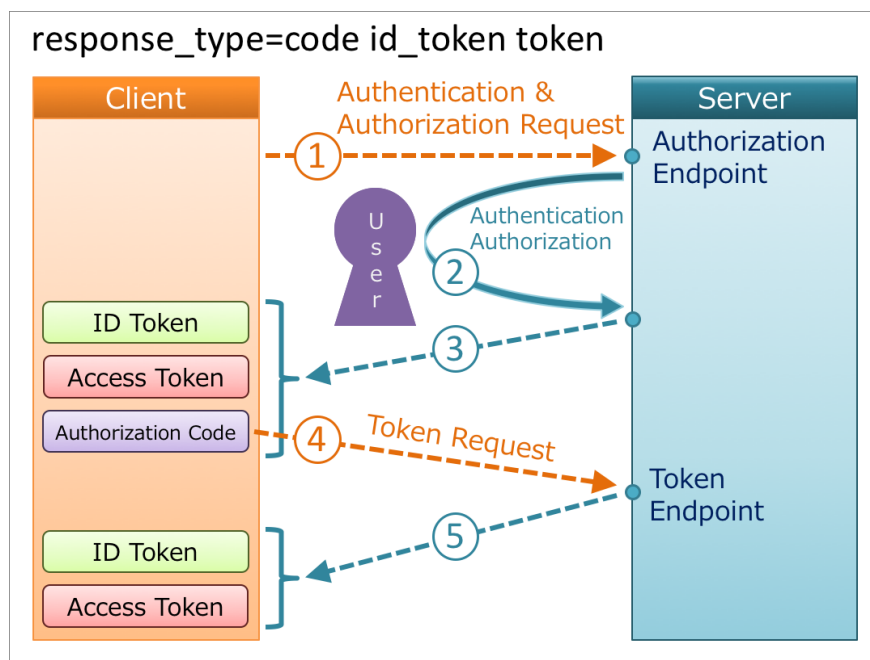 response_type=code id_token token
Client
Server
Authentication &
Authorization Request
1
Authorization
Endpoint
User
Authentication
Authorization
2
ID Token
Access Token
Authorization Code
3
4
Token Request
Token
Endpoint
5
ID Token
Access Token